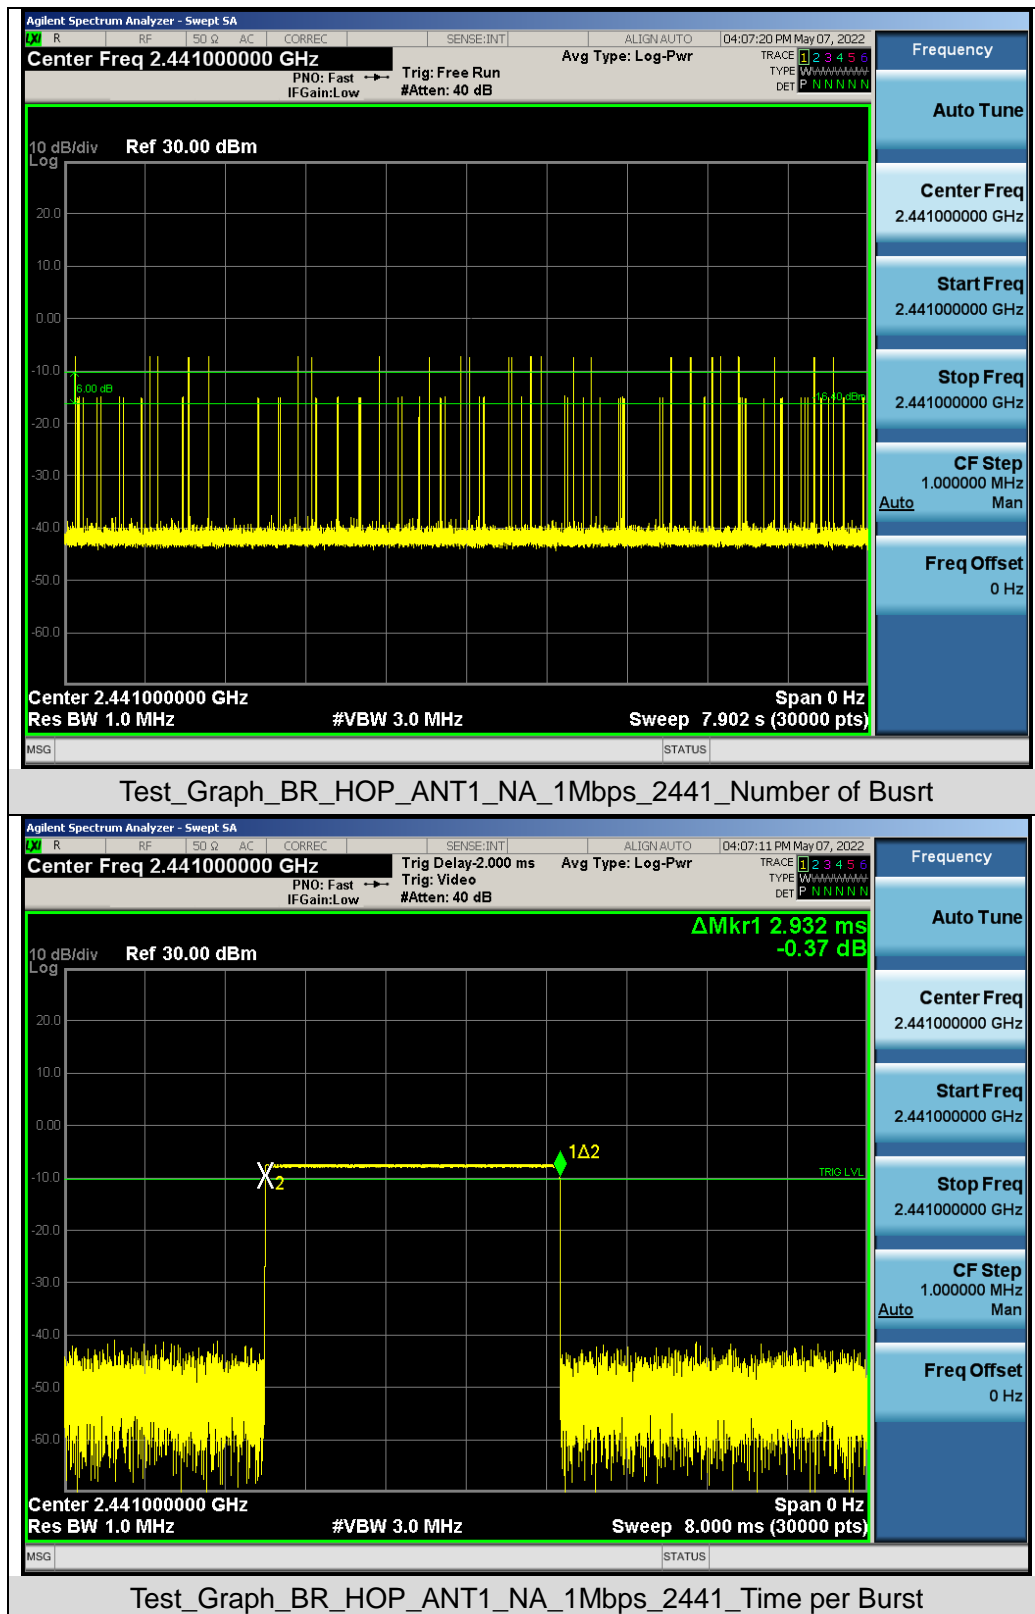 Agilent Spectrum Analyzer - Swept SA
LXI R RF 50 Ω AC CORREC SENSE:INT ALIGN AUTO 04:07:20 PM May 07, 2022
Center Freq 2.441000000 GHz Avg Type: Log-Pwr TRACE 1 2 3 4 5 6
PNO: Fast Trig: Free Run TYPE W
IFGain:Low #Atten: 40 dB DET P N N N N N
Frequency
Auto Tune
10 dB/div Ref 30.00 dBm
Log
20.0
10.0
0.00
-10.0
6.00 dB
-16.40 dBm
-20.0
-30.0
-40.0
-50.0
-60.0
Center Freq
2.441000000 GHz
Start Freq
2.441000000 GHz
Stop Freq
2.441000000 GHz
CF Step
1.000000 MHz
Auto Man
Freq Offset
0 Hz
Center 2.441000000 GHz Span 0 Hz
Res BW 1.0 MHz #VBW 3.0 MHz Sweep 7.902 s (30000 pts)
MSG STATUS
Test_Graph_BR_HOP_ANT1_NA_1Mbps_2441_Number of Busrt
Agilent Spectrum Analyzer - Swept SA
LXI R RF 50 Ω AC CORREC SENSE:INT ALIGN AUTO 04:07:11 PM May 07, 2022
Center Freq 2.441000000 GHz Trig Delay-2.000 ms Avg Type: Log-Pwr TRACE 1 2 3 4 5 6
PNO: Fast Trig: Video TYPE W
IFGain:Low #Atten: 40 dB DET P N N N N N
Frequency
Auto Tune
ΔMkr1 2.932 ms
-0.37 dB
10 dB/div Ref 30.00 dBm
Log
20.0
10.0
0.00
1Δ2
-10.0
2
TRIG LVL
-20.0
-30.0
-40.0
-50.0
-60.0
Center Freq
2.441000000 GHz
Start Freq
2.441000000 GHz
Stop Freq
2.441000000 GHz
CF Step
1.000000 MHz
Auto Man
Freq Offset
0 Hz
Center 2.441000000 GHz Span 0 Hz
Res BW 1.0 MHz #VBW 3.0 MHz Sweep 8.000 ms (30000 pts)
MSG STATUS
Test_Graph_BR_HOP_ANT1_NA_1Mbps_2441_Time per Burst